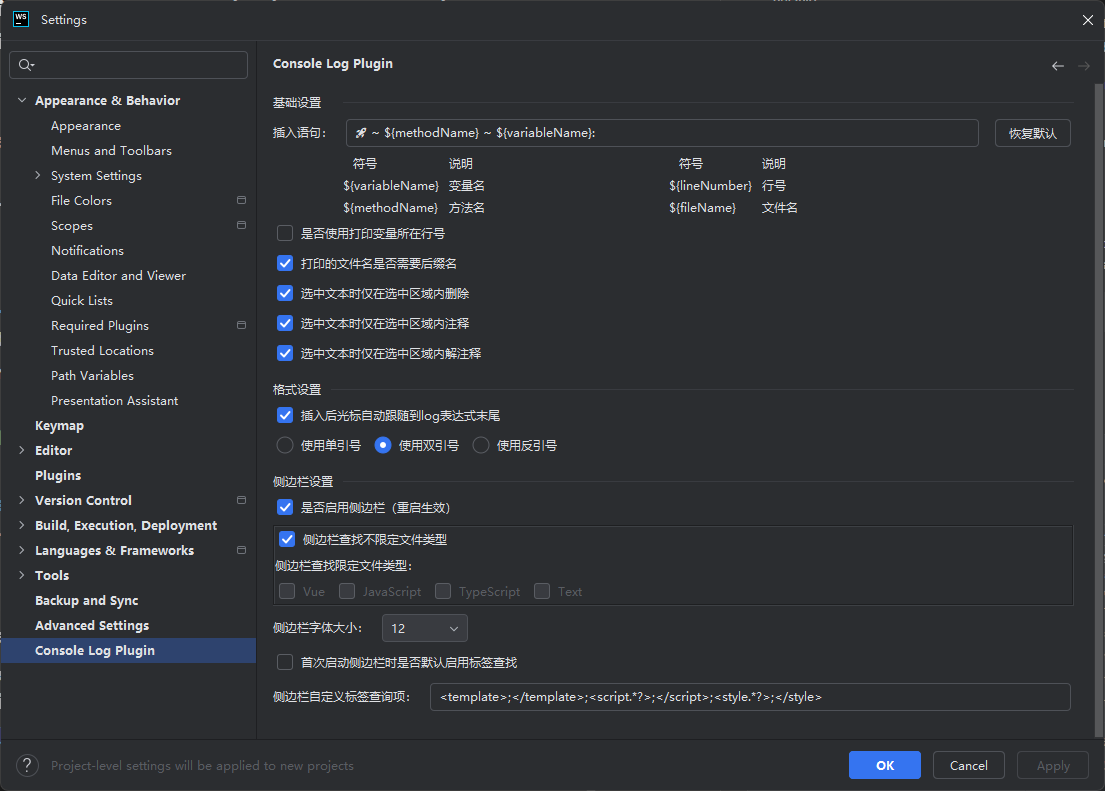 WS
Settings
Appearance & Behavior
Appearance
Menus and Toolbars
System Settings
File Colors
Scopes
Notifications
Data Editor and Viewer
Quick Lists
Required Plugins
Trusted Locations
Path Variables
Presentation Assistant
Keymap
Editor
Plugins
Version Control
Build, Execution, Deployment
Languages & Frameworks
Tools
Backup and Sync
Advanced Settings
Console Log Plugin
Console Log Plugin
基础设置
插入语句： 🚀 ~ ${methodName} ~ ${variableName}: 恢复默认
符号 说明 符号 说明
${variableName} 变量名 ${lineNumber} 行号
${methodName} 方法名 ${fileName} 文件名
是否使用打印变量所在行号
打印的文件名是否需要后缀名
选中文本时仅在选中区域内删除
选中文本时仅在选中区域内注释
选中文本时仅在选中区域内解注释
格式设置
插入后光标自动跟随到log表达式末尾
使用单引号 使用双引号 使用反引号
侧边栏设置
是否启用侧边栏（重启生效）
侧边栏查找不限定文件类型
侧边栏查找限定文件类型：
Vue JavaScript TypeScript Text
侧边栏字体大小： 12
首次启动侧边栏时是否默认启用标签查找
侧边栏自定义标签查询项： <template>;</template>;<script.*?>;</script>;<style.*?>;</style>
? Project-level settings will be applied to new projects
OK Cancel Apply